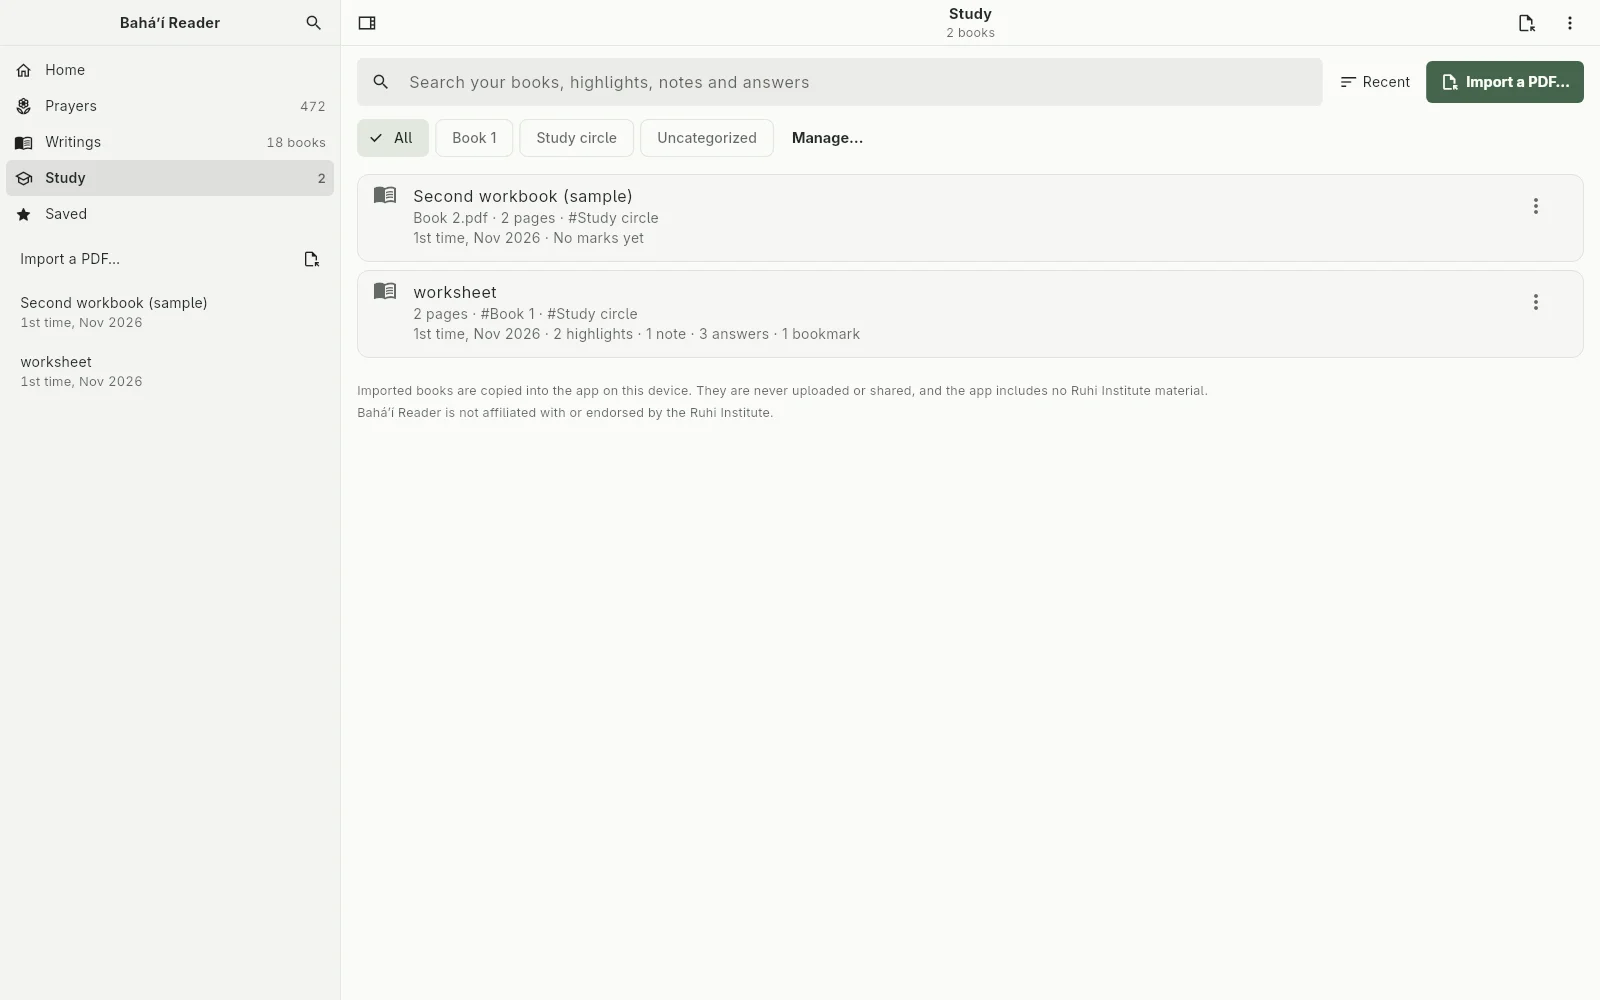 Bahá’í Reader
Home
Prayers 472
Writings 18 books
Study 2
Saved
Import a PDF…
Second workbook (sample)
1st time, Nov 2026
worksheet
1st time, Nov 2026
Study
2 books
Search your books, highlights, notes and answers
Recent
Import a PDF…
All
Book 1
Study circle
Uncategorized
Manage…
Second workbook (sample)
Book 2.pdf · 2 pages · #Study circle
1st time, Nov 2026 · No marks yet
worksheet
2 pages · #Book 1 · #Study circle
1st time, Nov 2026 · 2 highlights · 1 note · 3 answers · 1 bookmark
Imported books are copied into the app on this device. They are never uploaded or shared, and the app includes no Ruhi Institute material.
Bahá’í Reader is not affiliated with or endorsed by the Ruhi Institute.